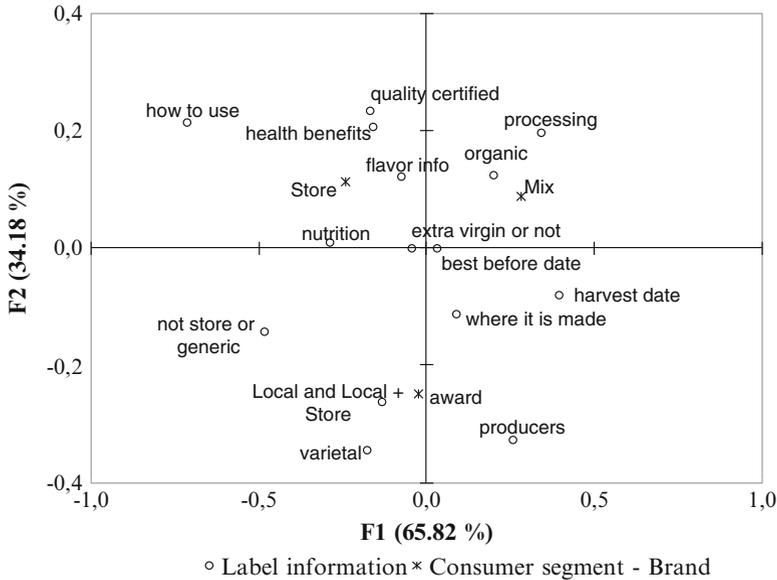 0,4
quality certified
how to use
processing
0,2
health benefits
organic
flavor info
Store
Mix
nutrition
extra virgin or not
0,0
best before date
harvest date
where it is made
not store or
generic
-0,2
Local and Local +
Store
award
producers
varietal
-0,4
-1,0 -0,5 0,0 0,5 1,0
F2 (34.18 %)
F1 (65.82 %)
Label information * Consumer segment - Brand